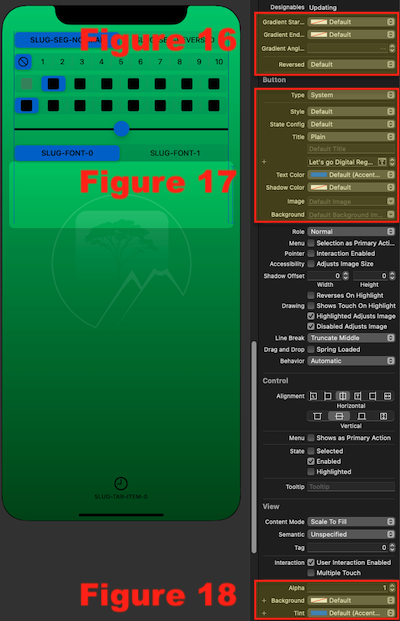 Designables Updating
Gradient Star... Default
Gradient End... Default
Gradient Angl...
Reversed Default
Button
Type System
Style Default
State Config Default
Title Plain
Default Title
+ Let's go Digital Reg...
Text Color Default (Accent...
Shadow Color Default
Image Default Image
Background Default Background Im...
Role Normal
Menu Selection as Primary Acti...
Pointer Interaction Enabled
Accessibility Adjusts Image Size
Shadow Offset 0 0
Width Height
Reverses On Highlight
Drawing Shows Touch On Highlight
Highlighted Adjusts Image
Disabled Adjusts Image
Line Break Truncate Middle
Drag and Drop Spring Loaded
Behavior Automatic
Control
Alignment
Horizontal
Vertical
Menu Shows as Primary Action
State Selected
Enabled
Highlighted
Tooltip Tooltip
View
Content Mode Scale To Fill
Semantic Unspecified
Tag 0
Interaction User Interaction Enabled
Multiple Touch
Alpha 1
+ Background Default
+ Tint Default (Accent...
Figure 16
1 2 3 4 5 6 7 8 9 10
SLUG-FONT-0 SLUG-FONT-1
Figure 17
SLUG-TAB-ITEM-0
Figure 18